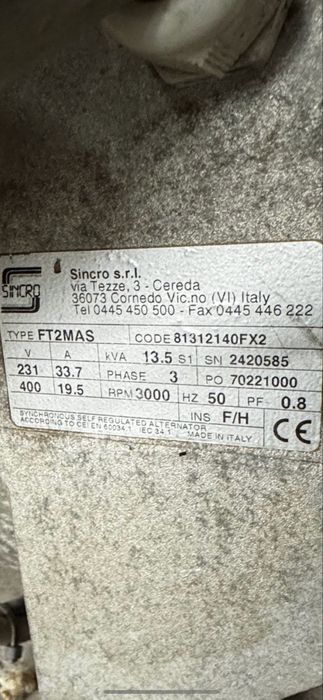 SINCRO
Sincro s.r.l.
via Tezze, 3 - Cereda
36073 Cornedo Vic.no (VI) Italy
Tel 0445 450 500 - Fax 0445 446 222
TYPE FT2MAS CODE 81312140FX2
V A kVA 13.5 S1 SN 2420585
231 33.7 PHASE 3 PO 70221000
400 19.5 RPM 3000 HZ 50 PF 0.8
INS F/H
SYNCHRONOUS SELF REGULATED ALTERNATOR
ACCORDING TO CEI EN 60034.1 IEC 34.1 MADE IN ITALY
CE